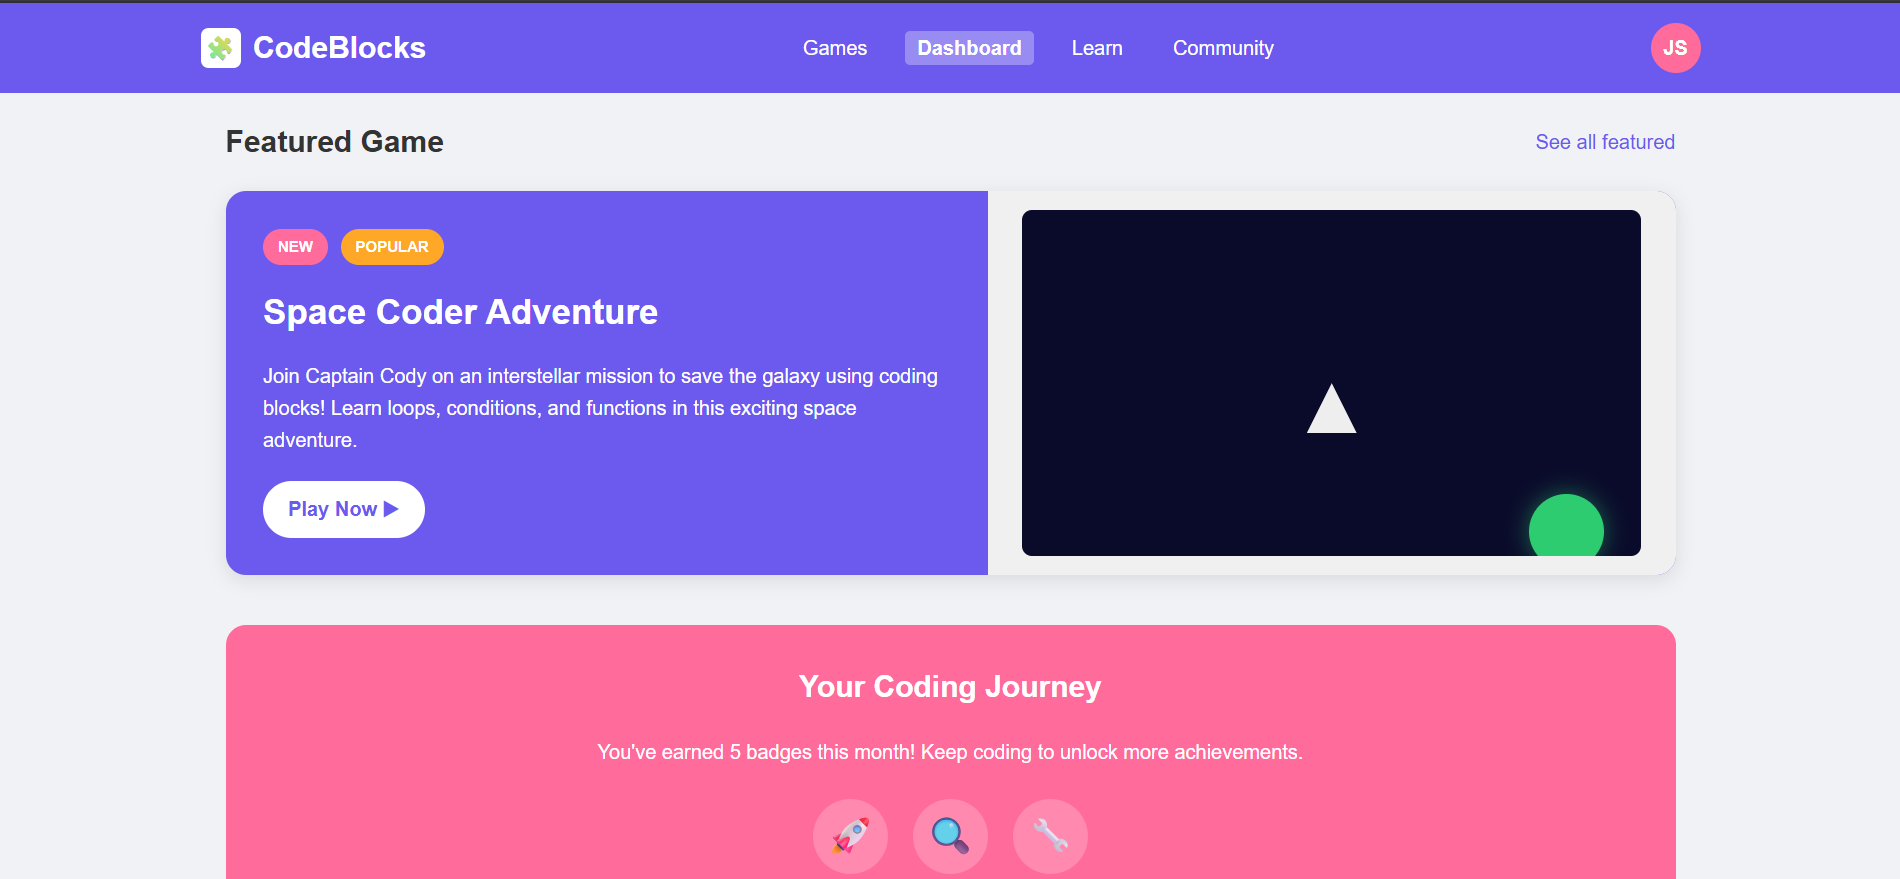 CodeBlocks
Games
Dashboard
Learn
Community
JS
Featured Game
See all featured
NEW
POPULAR
Space Coder Adventure
Join Captain Cody on an interstellar mission to save the galaxy using coding
blocks! Learn loops, conditions, and functions in this exciting space
adventure.
Play Now ▶
Your Coding Journey
You've earned 5 badges this month! Keep coding to unlock more achievements.